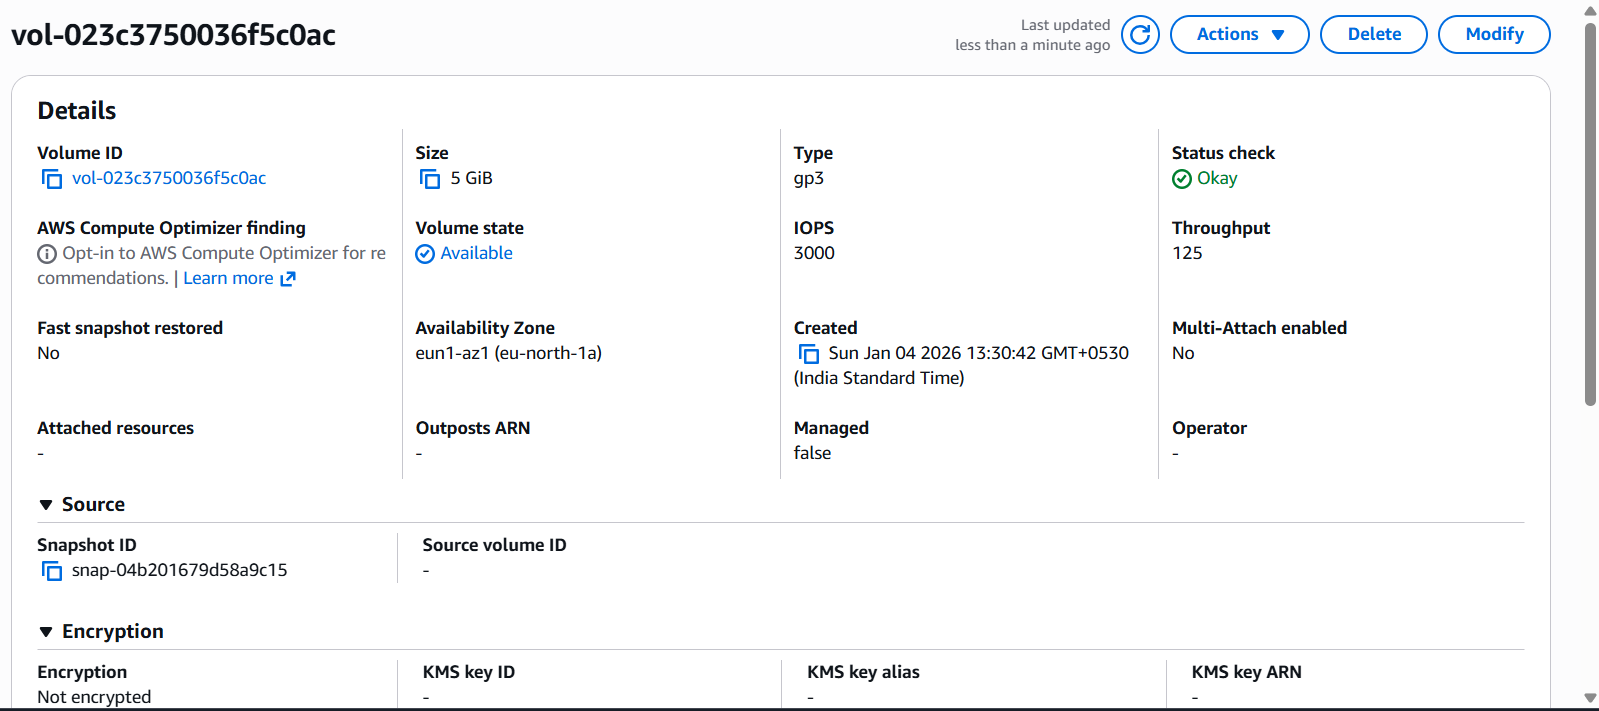 vol-023c3750036f5c0ac
Last updated
less than a minute ago
Actions
Delete
Modify
Details
Volume ID
vol-023c3750036f5c0ac
Size
5 GiB
Type
gp3
Status check
Okay
AWS Compute Optimizer finding
Opt-in to AWS Compute Optimizer for re
commendations. | Learn more
Volume state
Available
IOPS
3000
Throughput
125
Fast snapshot restored
No
Availability Zone
eun1-az1 (eu-north-1a)
Created
Sun Jan 04 2026 13:30:42 GMT+0530
(India Standard Time)
Multi-Attach enabled
No
Attached resources
-
Outposts ARN
-
Managed
false
Operator
-
Source
Snapshot ID
snap-04b201679d58a9c15
Source volume ID
-
Encryption
Encryption
Not encrypted
KMS key ID
-
KMS key alias
-
KMS key ARN
-